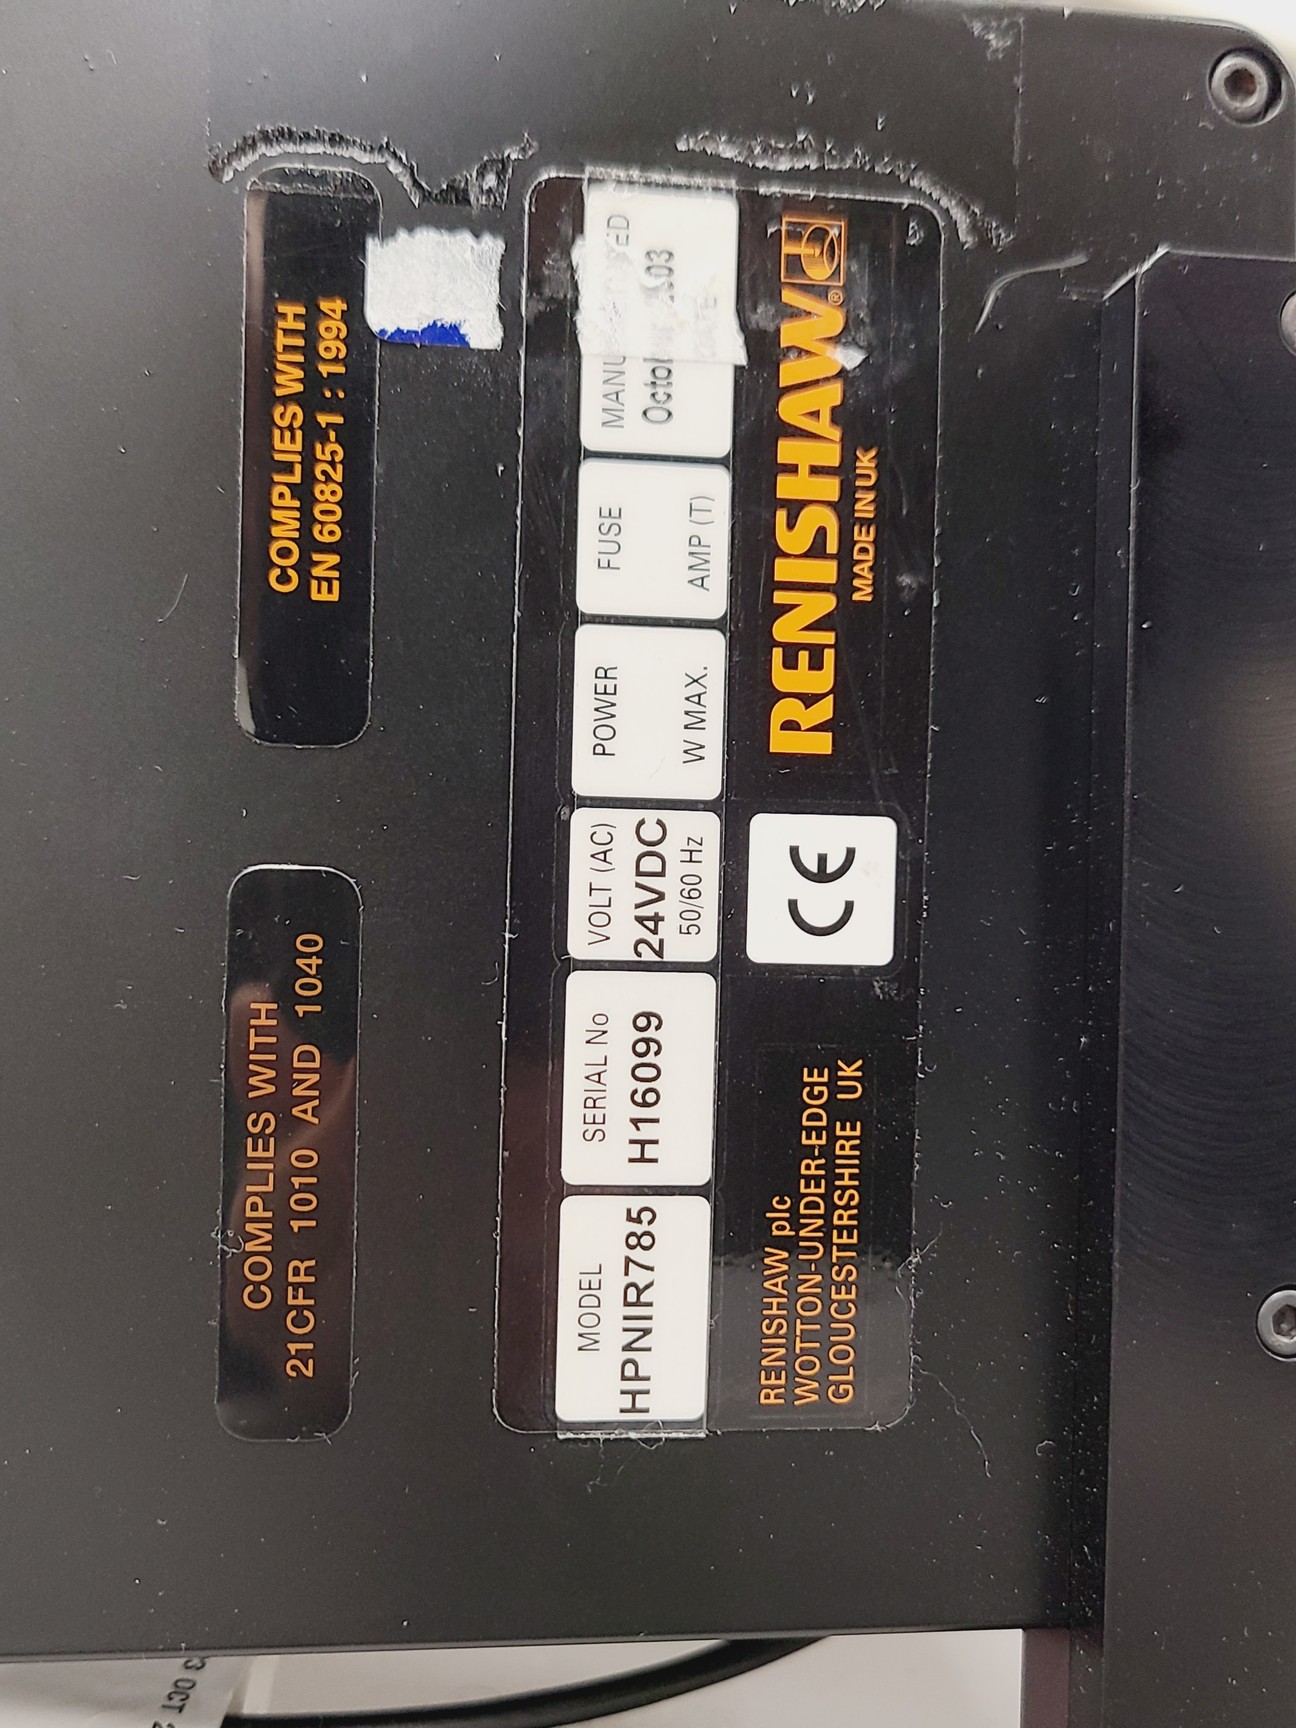 COMPLIES WITH
21CFR 1010 AND 1040
COMPLIES WITH
EN 60825-1 : 1994
MODEL
HPNIR785
SERIAL No
H16099
VOLT (AC)
24VDC
50/60 Hz
POWER
W MAX.
FUSE
AMP (T)
DATE
RENISHAW plc
WOTTON-UNDER-EDGE
GLOUCESTERSHIRE UK
CE
RENISHAW®
MADE IN UK
OCT